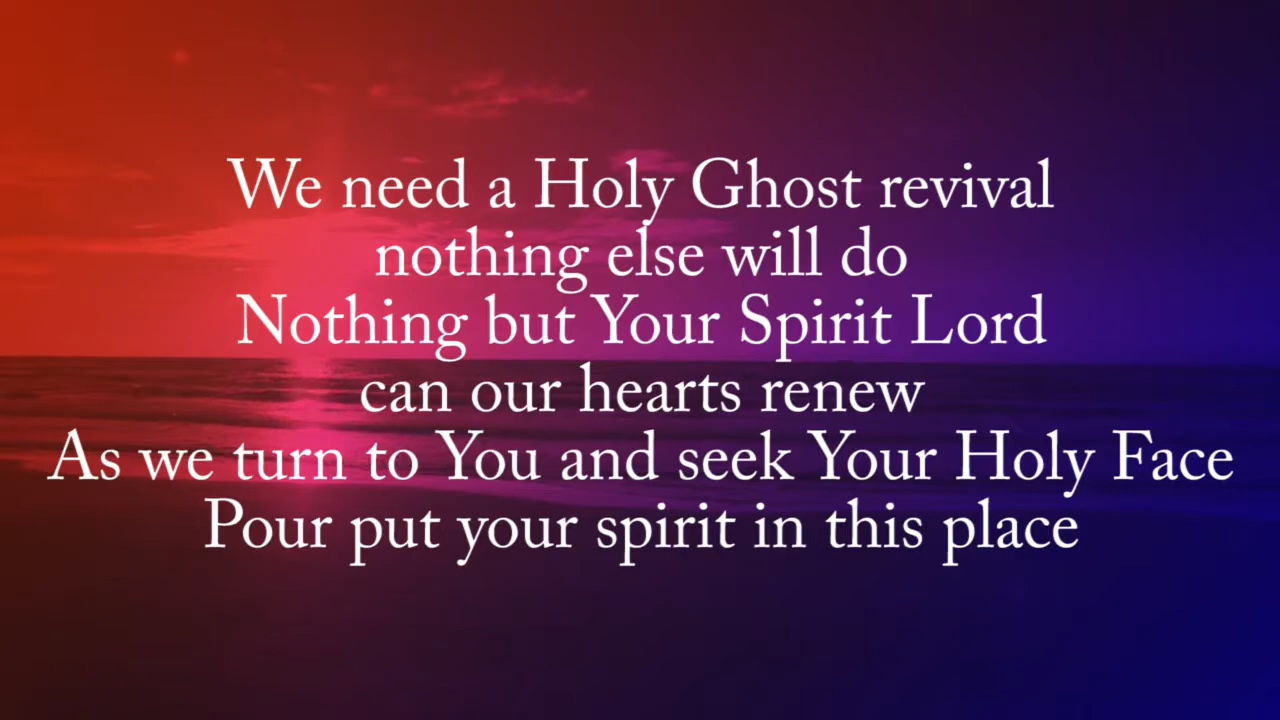 We need a Holy Ghost revival
nothing else will do
Nothing but Your Spirit Lord
can our hearts renew
As we turn to You and seek Your Holy Face
Pour put your spirit in this place